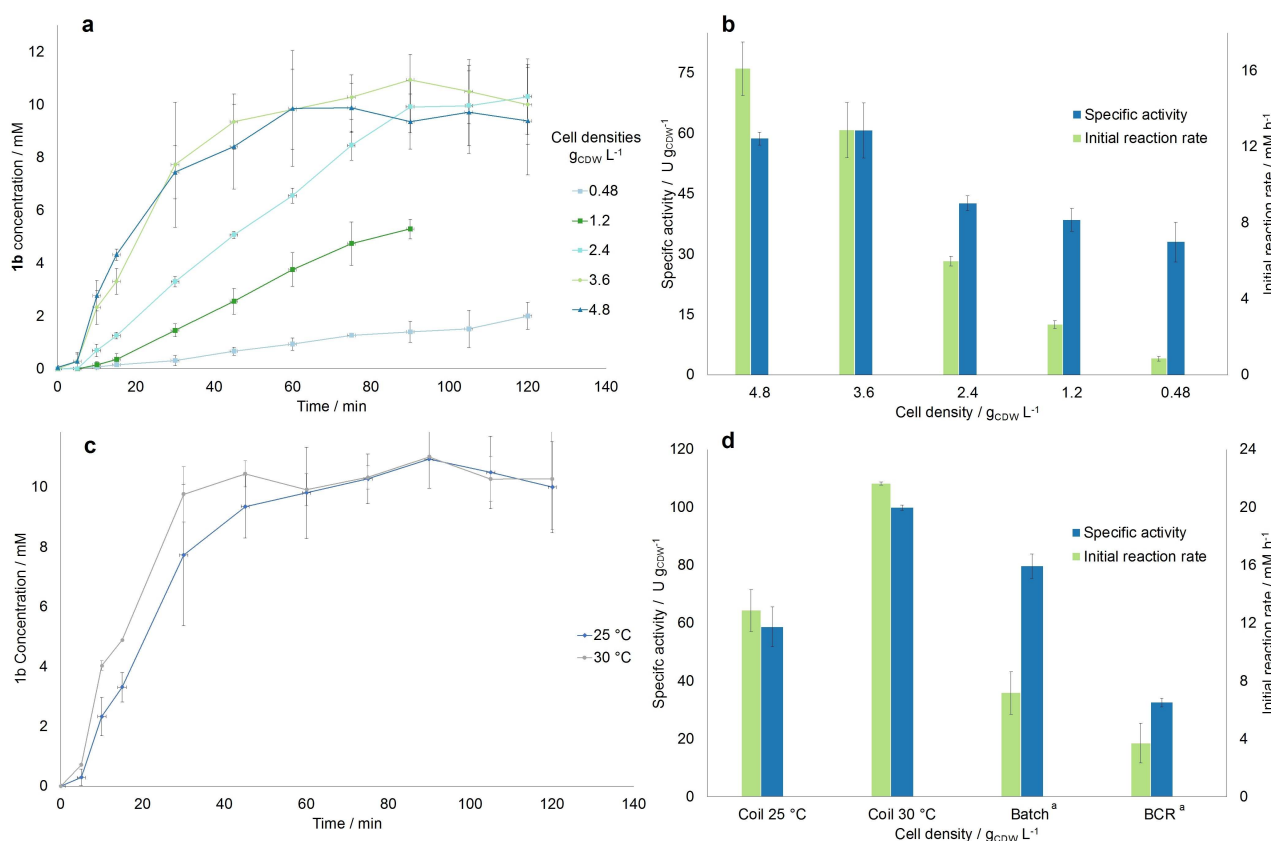 a
12
10
8
6
4
2
0
1b concentration / mM
0 20 40 60 80 100 120 140
Time / min
Cell densities
gCDW L-1
0.48
1.2
2.4
3.6
4.8
b
75
60
45
30
15
0
Specifc activity / U gCDW-1
Specific activity
Initial reaction rate
16
12
8
4
0
Initial reaction rate / mM h-1
4.8 3.6 2.4 1.2 0.48
Cell density / gCDW L-1
c
10
8
6
4
2
0
1b Concentration / mM
0 20 40 60 80 100 120 140
Time / min
25 °C
30 °C
d
120
100
80
60
40
20
0
Specifc activity / U gCDW-1
Specific activity
Initial reaction rate
24
20
16
12
8
4
0
Initial reaction rate / mM h-1
Coil 25 °C Coil 30 °C Batch a BCR a
Cell density / gCDW L-1